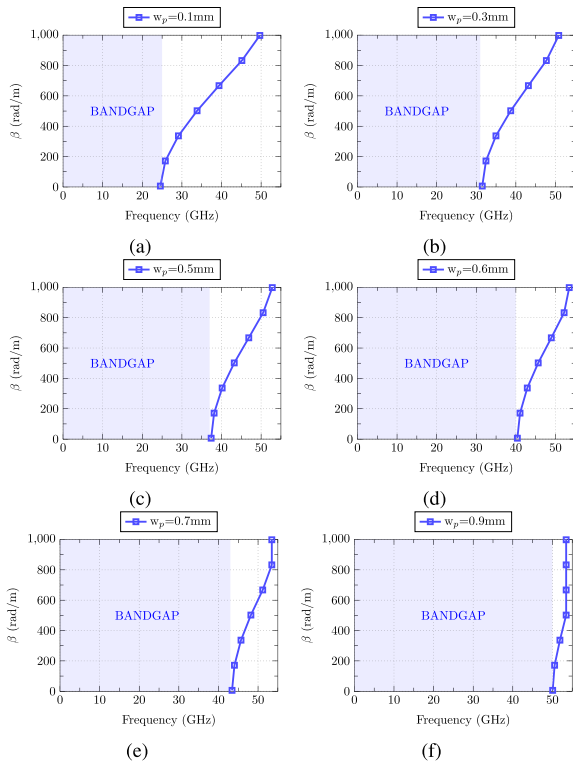 w_p=0.1mm
1,000
800
600
400
200
0
β (rad/m)
BANDGAP
0 10 20 30 40 50
Frequency (GHz)
(a)
w_p=0.3mm
1,000
800
600
400
200
0
β (rad/m)
BANDGAP
0 10 20 30 40 50
Frequency (GHz)
(b)
w_p=0.5mm
1,000
800
600
400
200
0
β (rad/m)
BANDGAP
0 10 20 30 40 50
Frequency (GHz)
(c)
w_p=0.6mm
1,000
800
600
400
200
0
β (rad/m)
BANDGAP
0 10 20 30 40 50
Frequency (GHz)
(d)
w_p=0.7mm
1,000
800
600
400
200
0
β (rad/m)
BANDGAP
0 10 20 30 40 50
Frequency (GHz)
(e)
w_p=0.9mm
1,000
800
600
400
200
0
β (rad/m)
BANDGAP
0 10 20 30 40 50
Frequency (GHz)
(f)